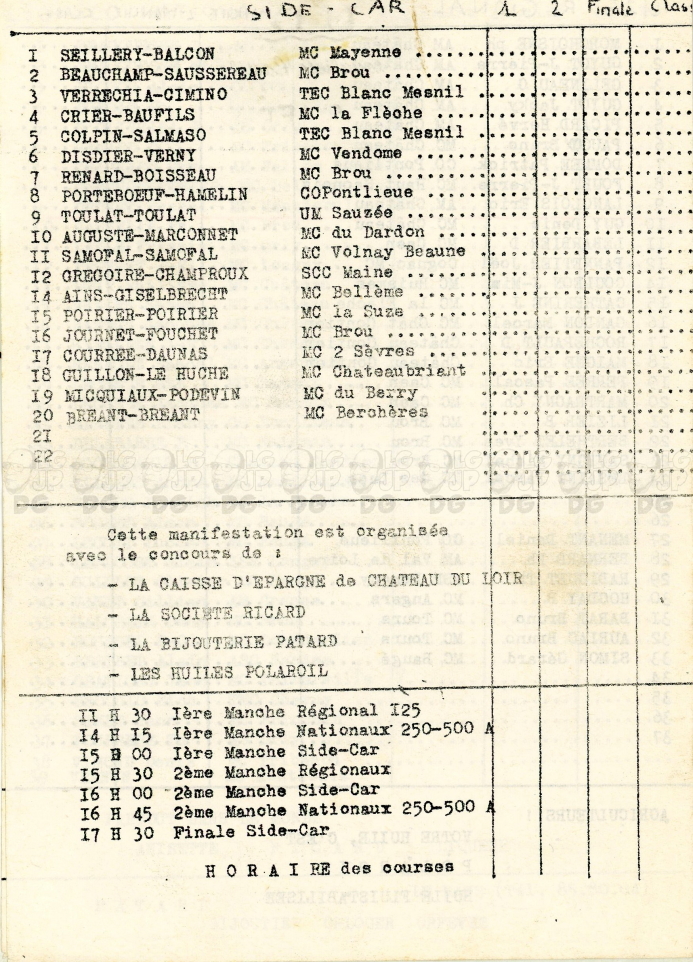 SIDE - CAR 1 2 Finale Class
I SEILLERY-BALCON MC Mayenne
2 BEAUCHAMP-SAUSSEREAU MC Brou
3 VERRECHIA-CIMINO TEC Blanc Mesnil
4 CRIER-BAUFILS MC la Flèche
5 COLPIN-SALMASO TEC Blanc Mesnil
6 DISDIER-VERNY MC Vendome
7 RENARD-BOISSEAU MC Brou
8 PORTEBOEUF-HAMELIN COPontlieue
9 TOULAT-TOULAT UM Sauzée
IO AUGUSTE-MARCONNET MC du Dardon
II SAMOFAL-SAMOFAL MC Volnay Beaune
I2 GREGOIRE-CHAMPROUX SCC Maine
I4 AINS-GISELBRECHT MC Bellème
I5 POIRIER-POIRIER MC la Suze
I6 JOURNET-FOUCHET MC Brou
I7 COURREE-DAUNAS MC 2 Sèvres
I8 GUILLON-LE HUCHE MC Chateaubriant
I9 MICQUIAUX-PODEVIN MC du Berry
20 BREANT-BREANT MC Berchères
2I
22
Cette manifestation est organisée
avec le concours de :
- LA CAISSE D'EPARGNE de CHATEAU DU LOIR
- LA SOCIETE RICARD
- LA BIJOUTERIE PATARD
- LES HUILES POLAROIL
II H 30 Ière Manche Régional I25
I4 H I5 Ière Manche Nationaux 250-500 A
I5 H 00 Ière Manche Side-Car
I5 H 30 2ème Manche Régionaux
I6 H 00 2ème Manche Side-Car
I6 H 45 2ème Manche Nationaux 250-500 A
I7 H 30 Finale Side-Car
H O R A I RE des courses